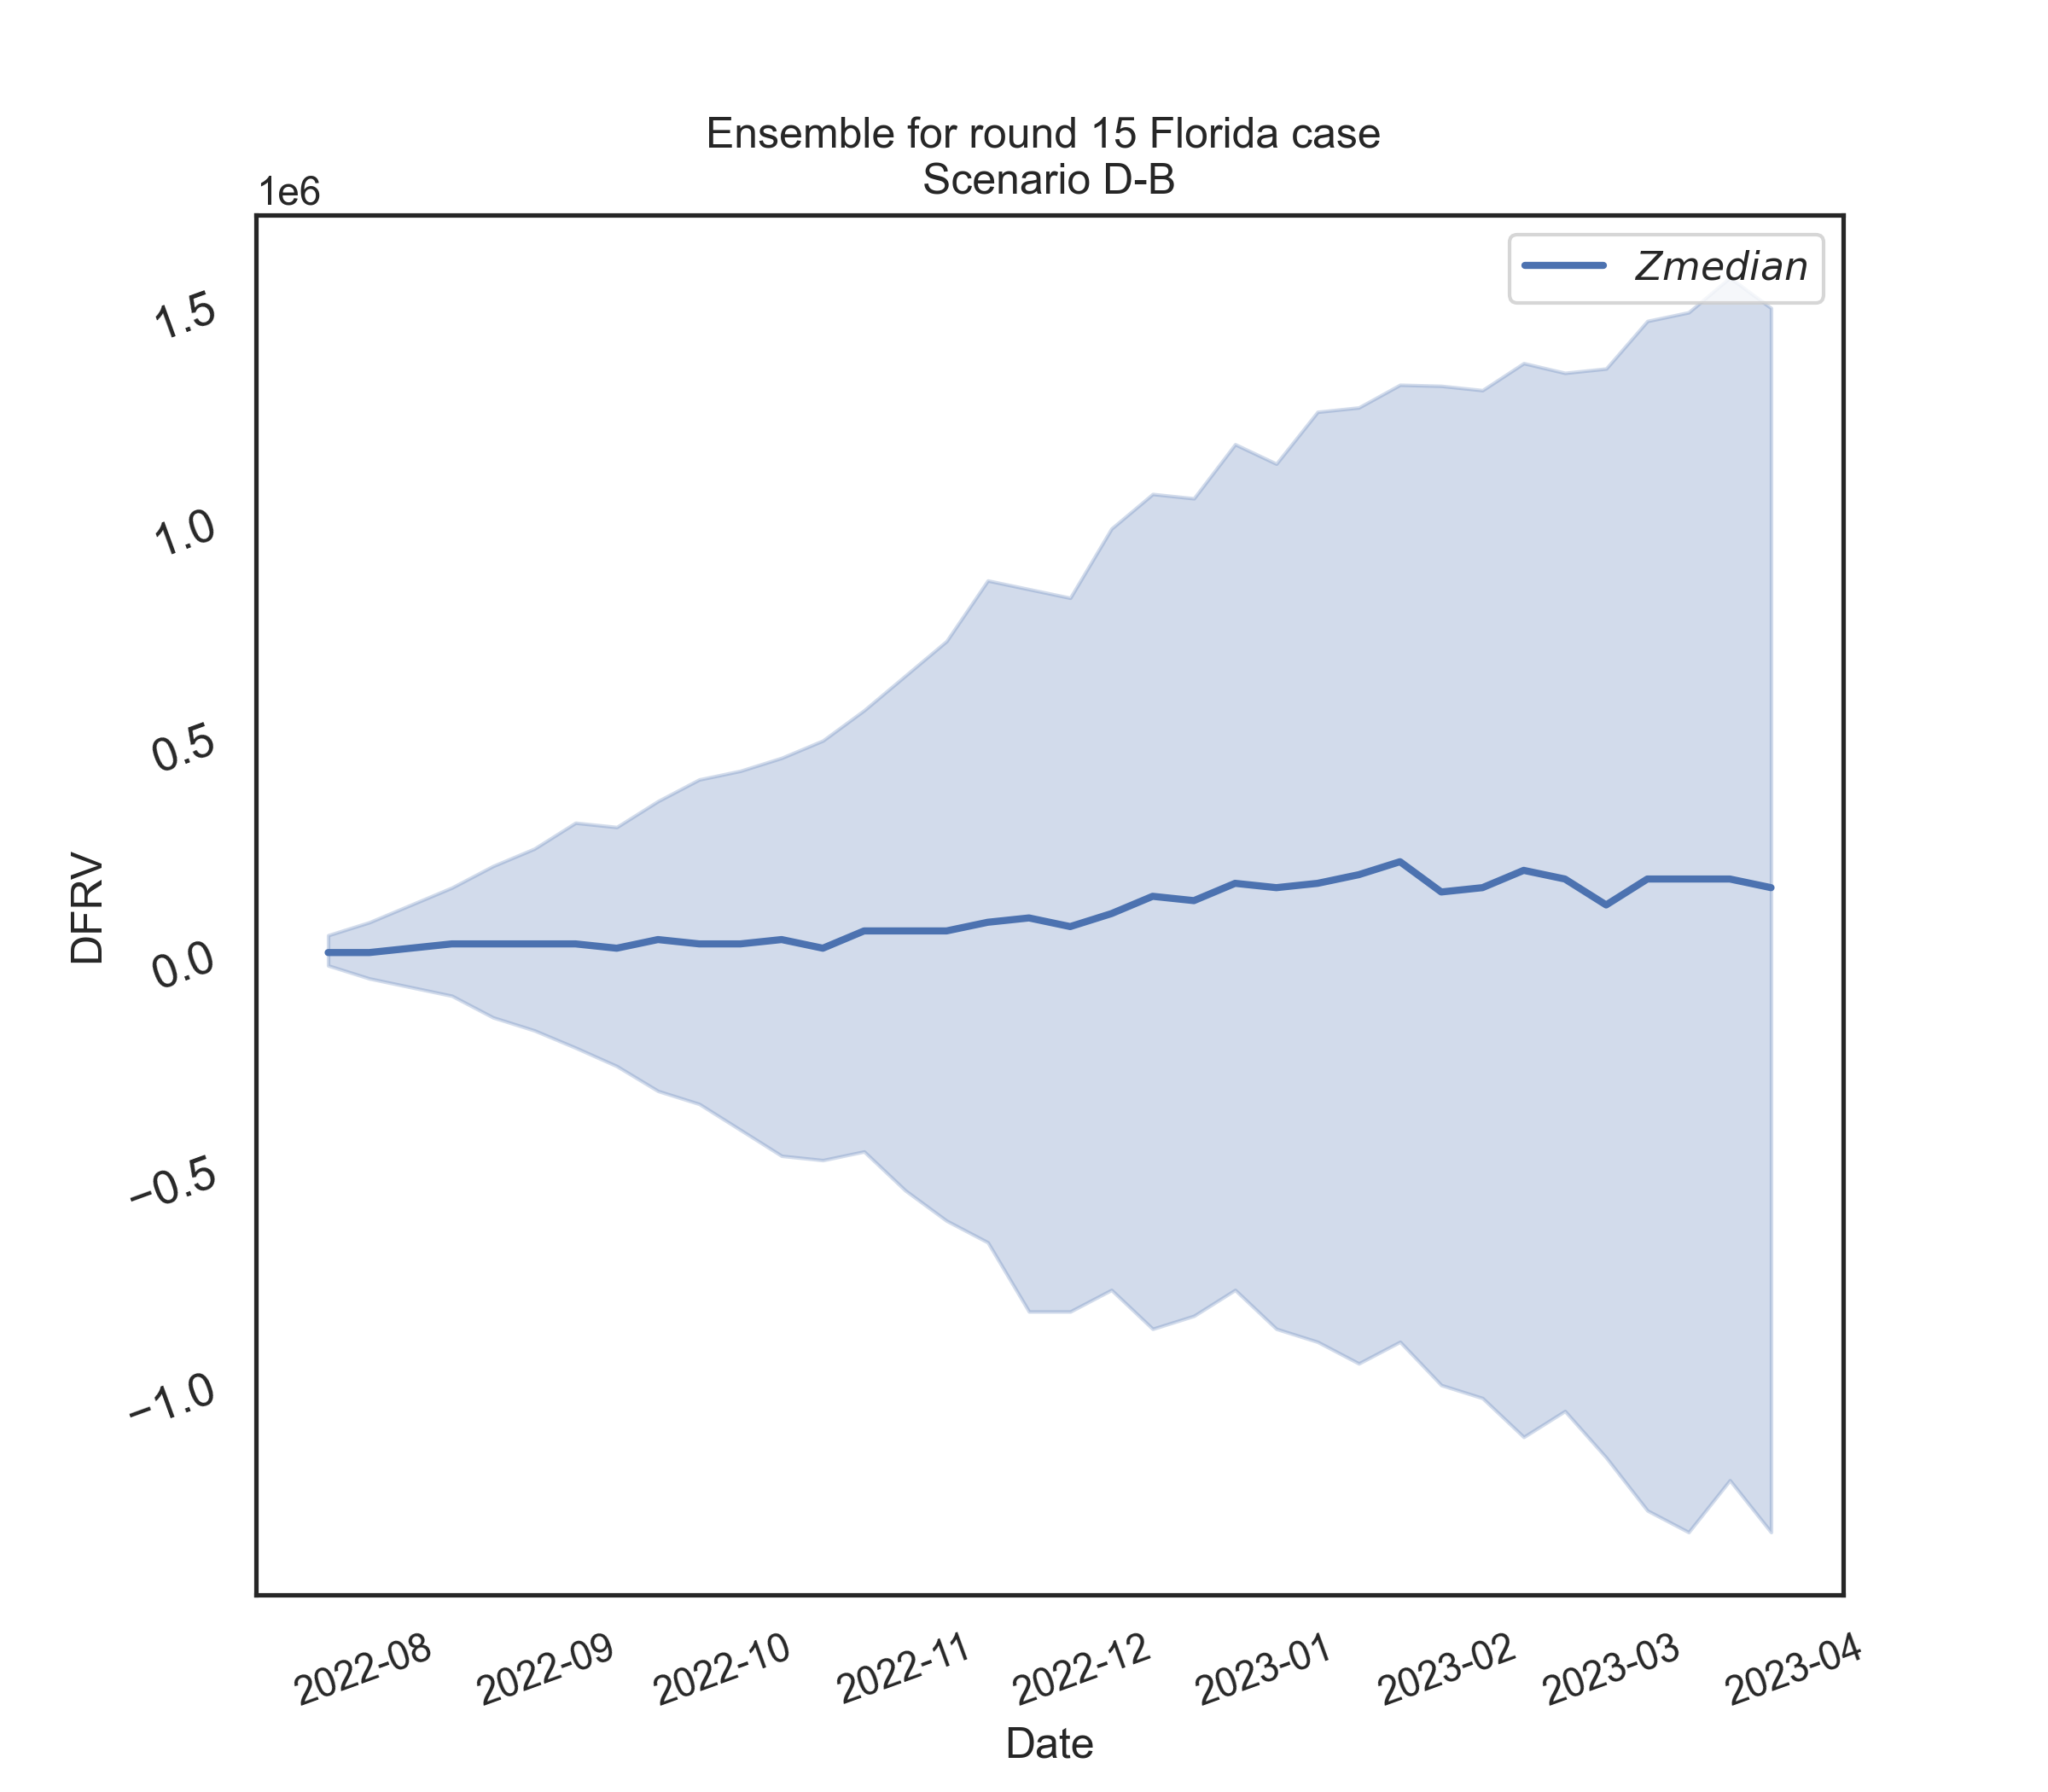 Ensemble for round 15 Florida case
Scenario D-B
1e6
Zmedian
1.5
1.0
0.5
0.0
−0.5
−1.0
DFRV
2022-08
2022-09
2022-10
2022-11
2022-12
2023-01
2023-02
2023-03
2023-04
Date